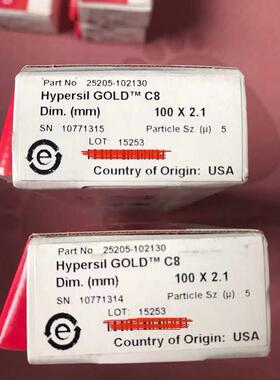 Part No 25205-102130
Hypersil GOLD™ C8
Dim. (mm) 100 X 2.1
SN 10771315 Particle Sz. (µ) 5
LOT: 15253
Country of Origin: USA
Part No 25205-102130
Hypersil GOLD™ C8
Dim. (mm) 100 X 2.1
SN 10771314 Particle Sz. (µ) 5
LOT: 15253
Country of Origin: USA